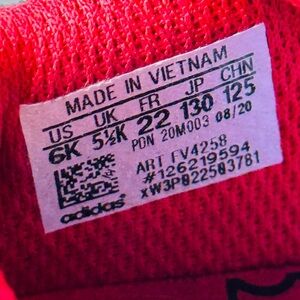 MADE IN VIETNAM
US UK FR JP CHN
6K 5½K 22 130 125
PDN 20M003 08/20
ART FV4258
#126219594
XW3P022503781
adidas